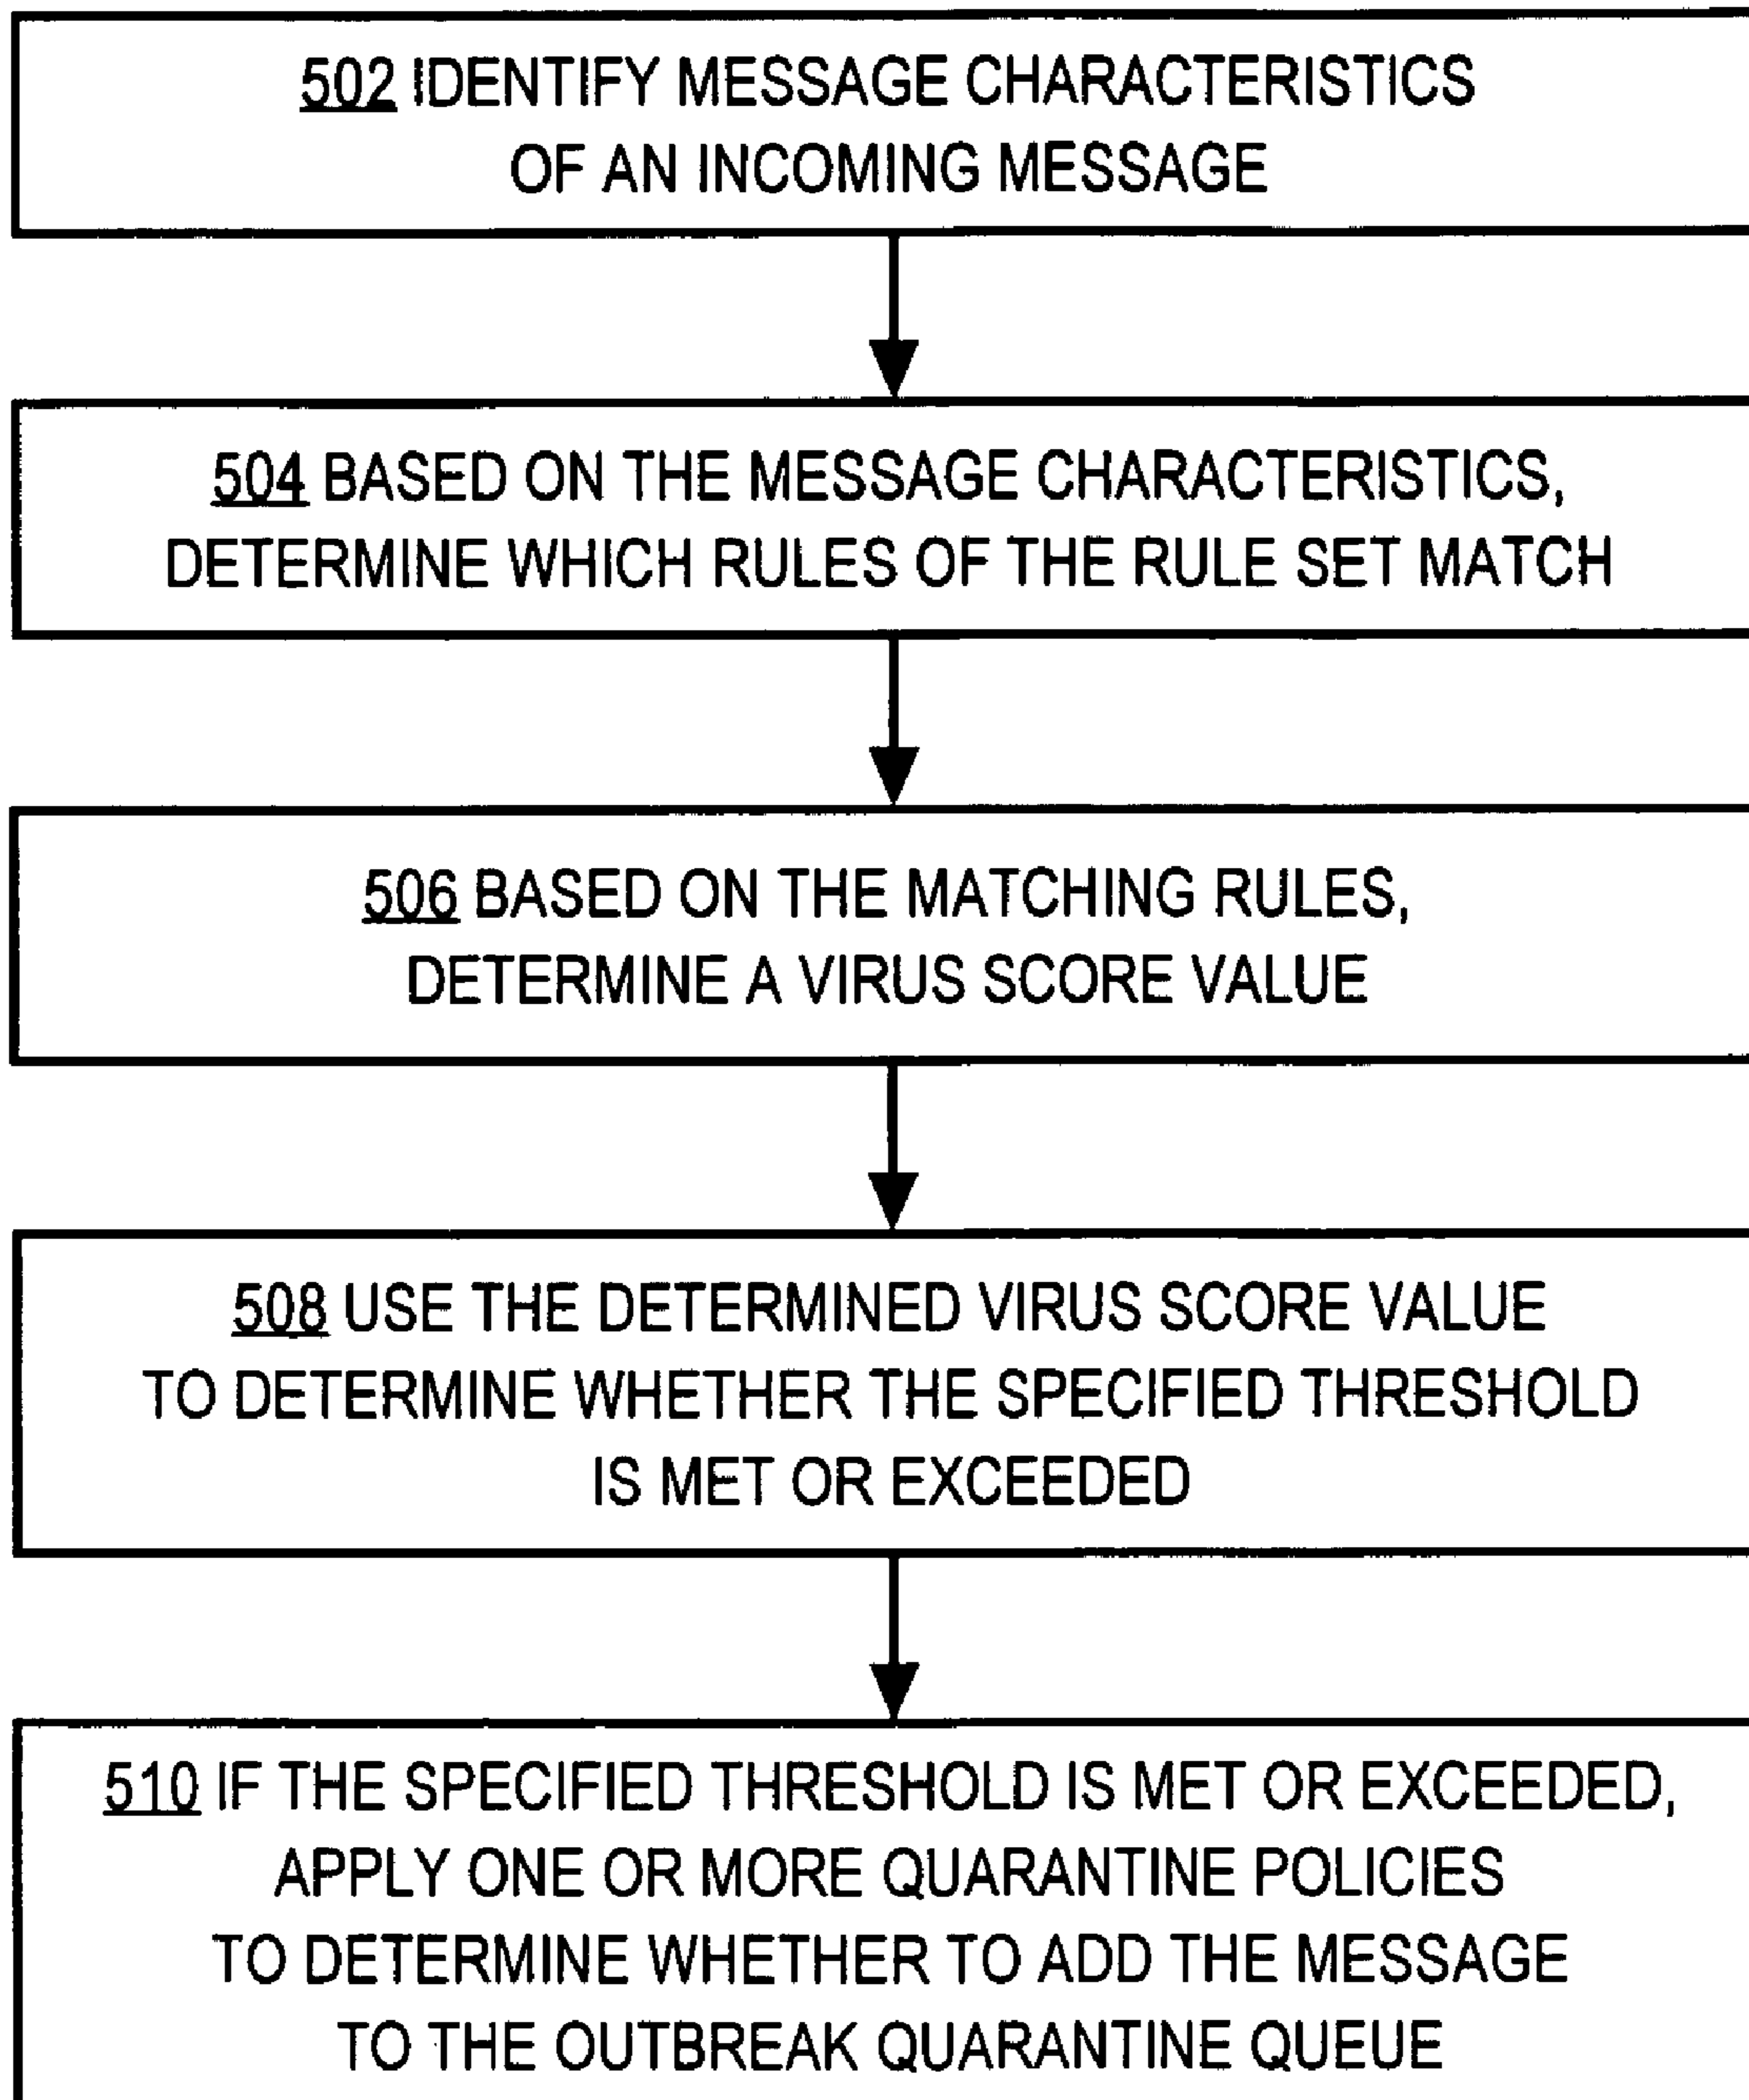 502 IDENTIFY MESSAGE CHARACTERISTICS
OF AN INCOMING MESSAGE
504 BASED ON THE MESSAGE CHARACTERISTICS,
DETERMINE WHICH RULES OF THE RULE SET MATCH
506 BASED ON THE MATCHING RULES,
DETERMINE A VIRUS SCORE VALUE
508 USE THE DETERMINED VIRUS SCORE VALUE
TO DETERMINE WHETHER THE SPECIFIED THRESHOLD
IS MET OR EXCEEDED
510 IF THE SPECIFIED THRESHOLD IS MET OR EXCEEDED,
APPLY ONE OR MORE QUARANTINE POLICIES
TO DETERMINE WHETHER TO ADD THE MESSAGE
TO THE OUTBREAK QUARANTINE QUEUE